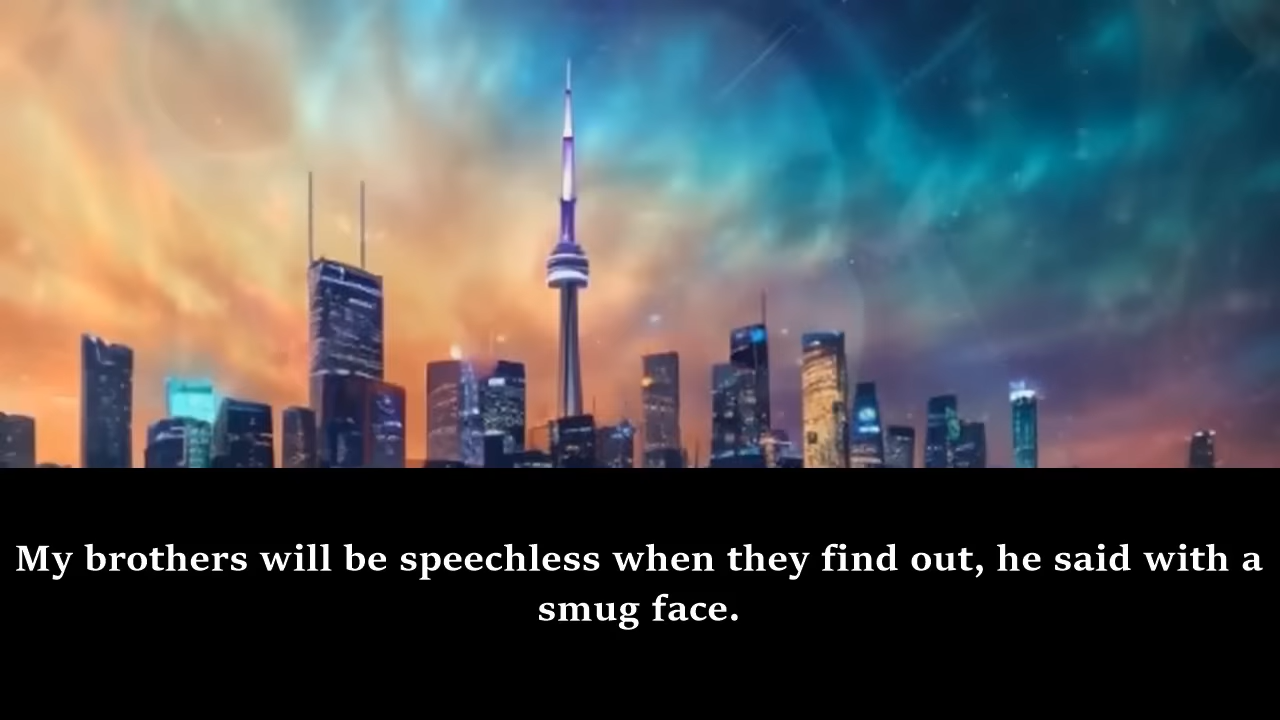 My brothers will be speechless when they find out, he said with a
smug face.